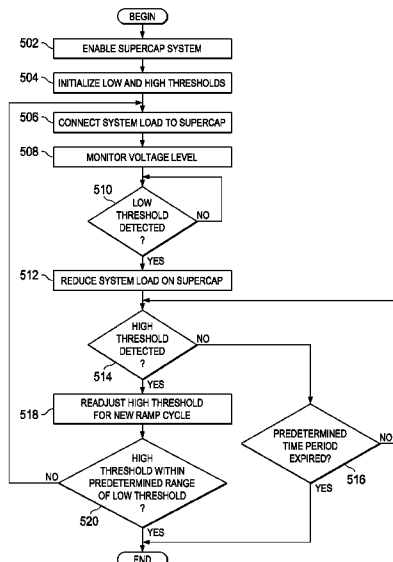 BEGIN
502
ENABLE SUPERCAP SYSTEM
504
INITIALIZE LOW AND HIGH THRESHOLDS
506
CONNECT SYSTEM LOAD TO SUPERCAP
508
MONITOR VOLTAGE LEVEL
510
LOW
THRESHOLD
DETECTED
?
NO
YES
512
REDUCE SYSTEM LOAD ON SUPERCAP
HIGH
THRESHOLD
DETECTED
?
NO
514
YES
518
READJUST HIGH THRESHOLD
FOR NEW RAMP CYCLE
PREDETERMINED
TIME PERIOD
EXPIRED?
NO
516
YES
HIGH
THRESHOLD WITHIN
PREDETERMINED RANGE
OF LOW THRESHOLD
?
NO
520
YES
END